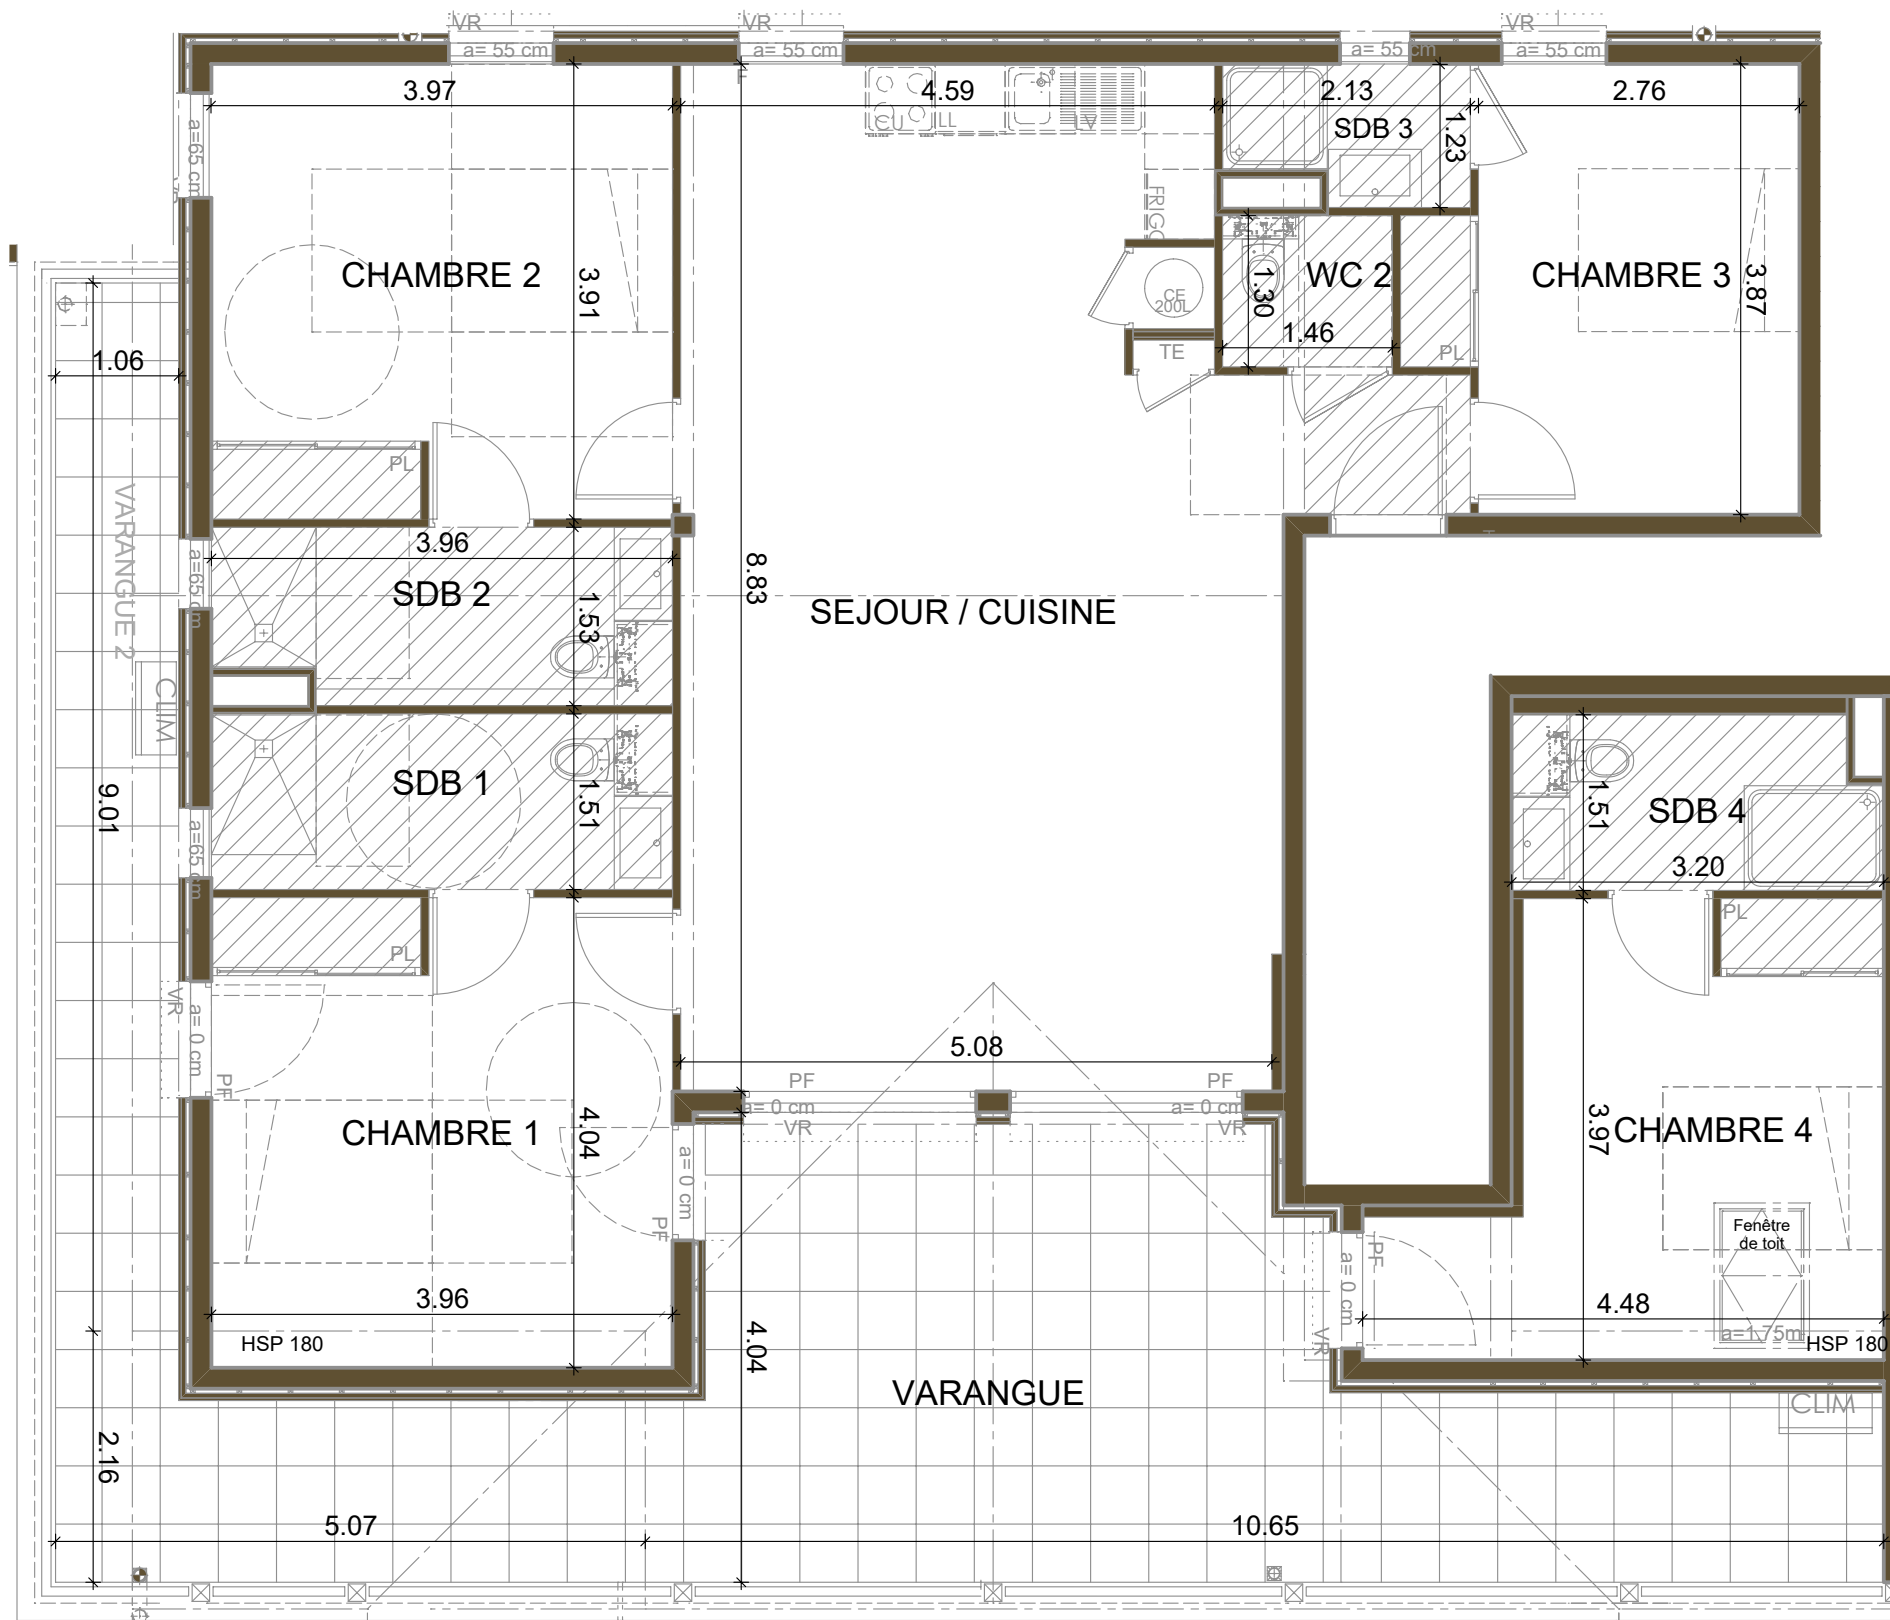 VR
VR
VR
a= 55 cm
a= 55 cm
a= 55 cm
a= 55 cm
3.97
4.59
2.13
2.76
CU
LL
LV
SDB 3
1.23
a=65 cm
FRIGO
CHAMBRE 2
3.91
WC 2
1.30
CHAMBRE 3
3.87
CE
200L
1.46
1.06
TE
PL
PL
VARANGUE 2
3.96
a=65 cm
SDB 2
1.53
8.83
SEJOUR / CUISINE
CLIM
SDB 1
1.51
9.01
a=65 cm
SDB 4
1.51
3.20
PL
PL
VR
a= 0 cm
PF
5.08
PF
PF
a= 0 cm
a= 0 cm
VR
VR
CHAMBRE 1
4.04
a= 0 cm
PF
3.97
CHAMBRE 4
Fenêtre
de toit
PF
a= 0 cm
VR
3.96
4.48
HSP 180
4.04
a=1.75m
HSP 180
VARANGUE
CLIM
2.16
5.07
10.65